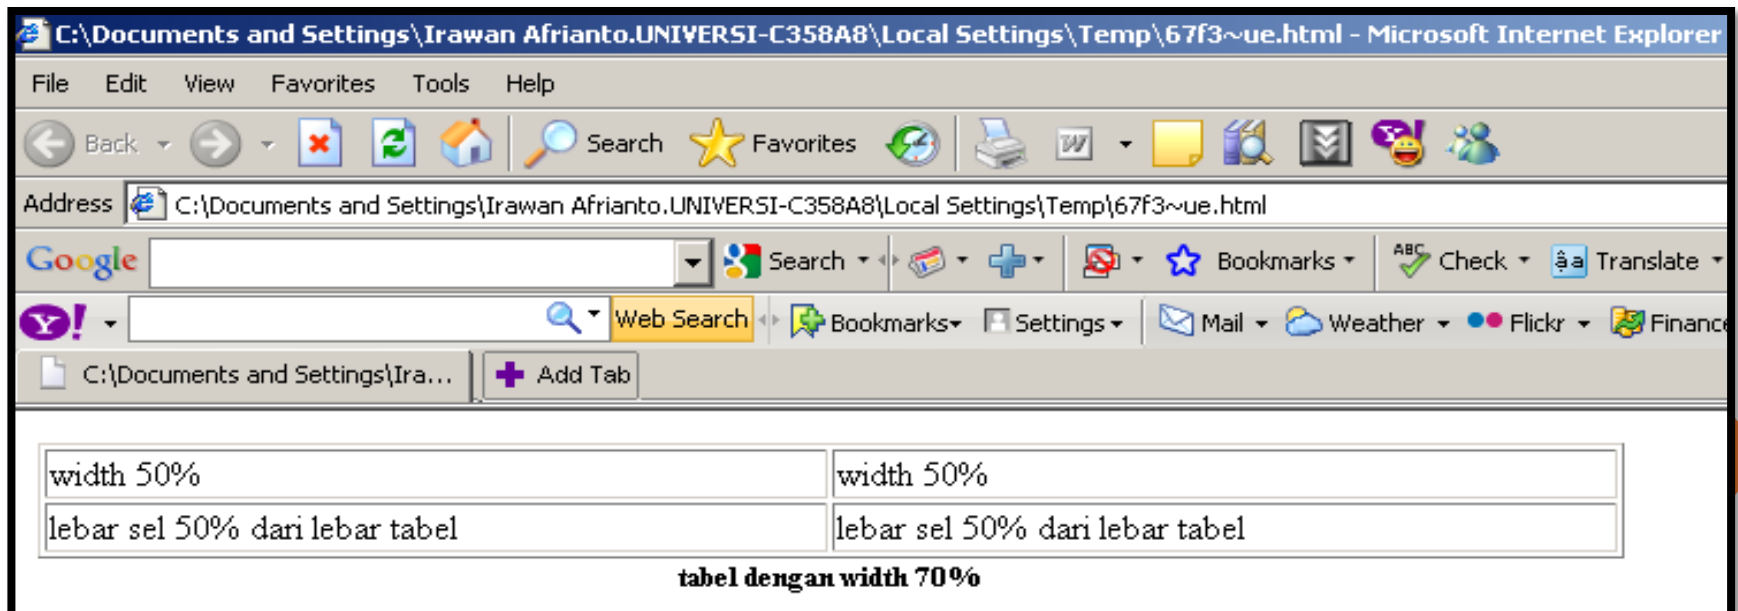 C:\Documents and Settings\Irawan Afrianto.UNIVERSI-C358A8\Local Settings\Temp\67f3~ue.html - Microsoft Internet Explorer
File Edit View Favorites Tools Help
Back Search Favorites W
Address C:\Documents and Settings\Irawan Afrianto.UNIVERSI-C358A8\Local Settings\Temp\67f3~ue.html
Google Search Bookmarks ABC Check âa Translate
Y! Web Search Bookmarks Settings Mail Weather Flickr Finance
C:\Documents and Settings\Ira... Add Tab
width 50% width 50%
lebar sel 50% dari lebar tabel lebar sel 50% dari lebar tabel
tabel dengan width 70%